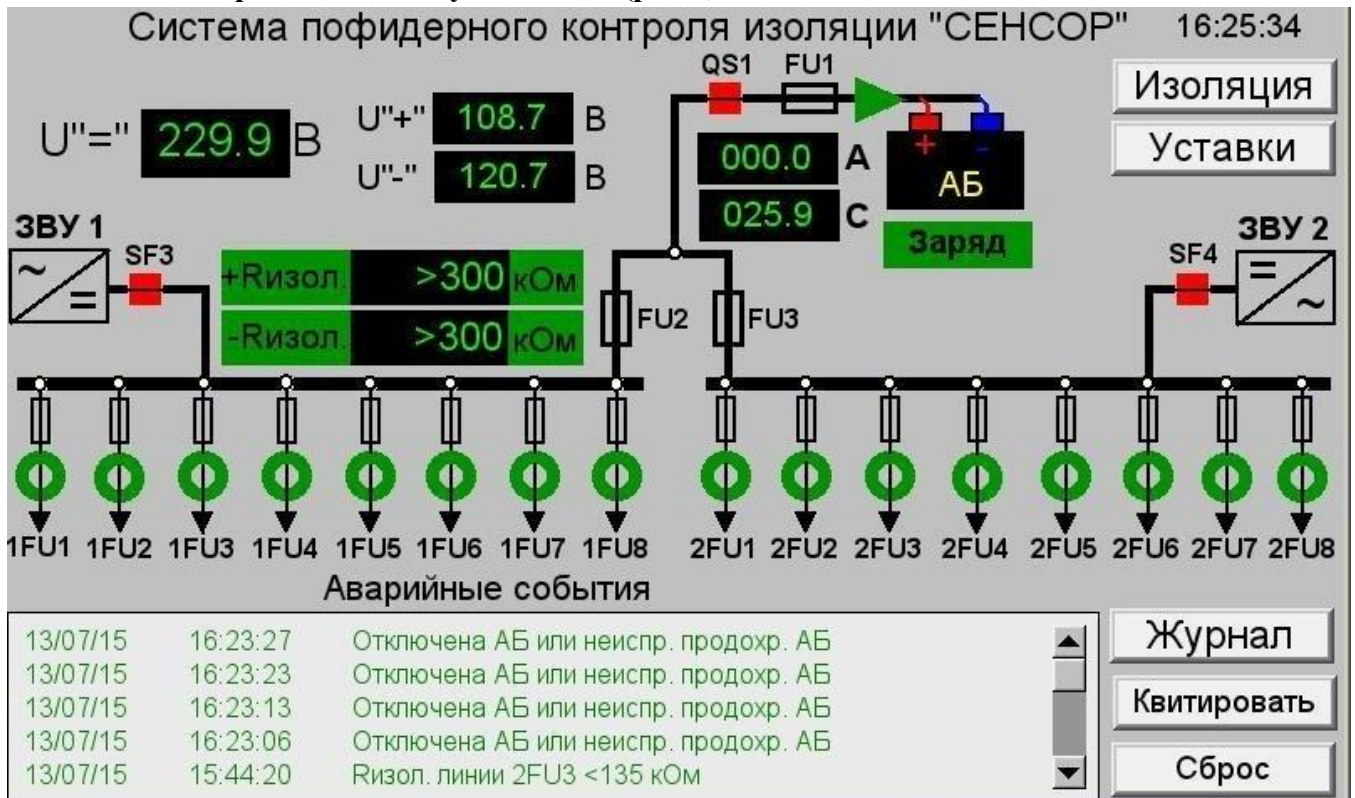 Система пофидерного контроля изоляции "СЕНСОР" 16:25:34
QS1 FU1
Изоляция
U"=" 229.9 В
U"+" 108.7 В
U"-" 120.7 В
000.0 А
025.9 С
+ -
АБ
Заряд
Уставки
ЗВУ 1
SF3
~
=
+Rизол. >300 кОм
-Rизол. >300 кОм
FU2 FU3
SF4
ЗВУ 2
=
~
1FU1 1FU2 1FU3 1FU4 1FU5 1FU6 1FU7 1FU8 2FU1 2FU2 2FU3 2FU4 2FU5 2FU6 2FU7 2FU8
Аварийные события
13/07/15 16:23:27 Отключена АБ или неиспр. продохр. АБ
13/07/15 16:23:23 Отключена АБ или неиспр. продохр. АБ
13/07/15 16:23:13 Отключена АБ или неиспр. продохр. АБ
13/07/15 16:23:06 Отключена АБ или неиспр. продохр. АБ
13/07/15 15:44:20 Rизол. линии 2FU3 <135 кОм
Журнал
Квитировать
Сброс